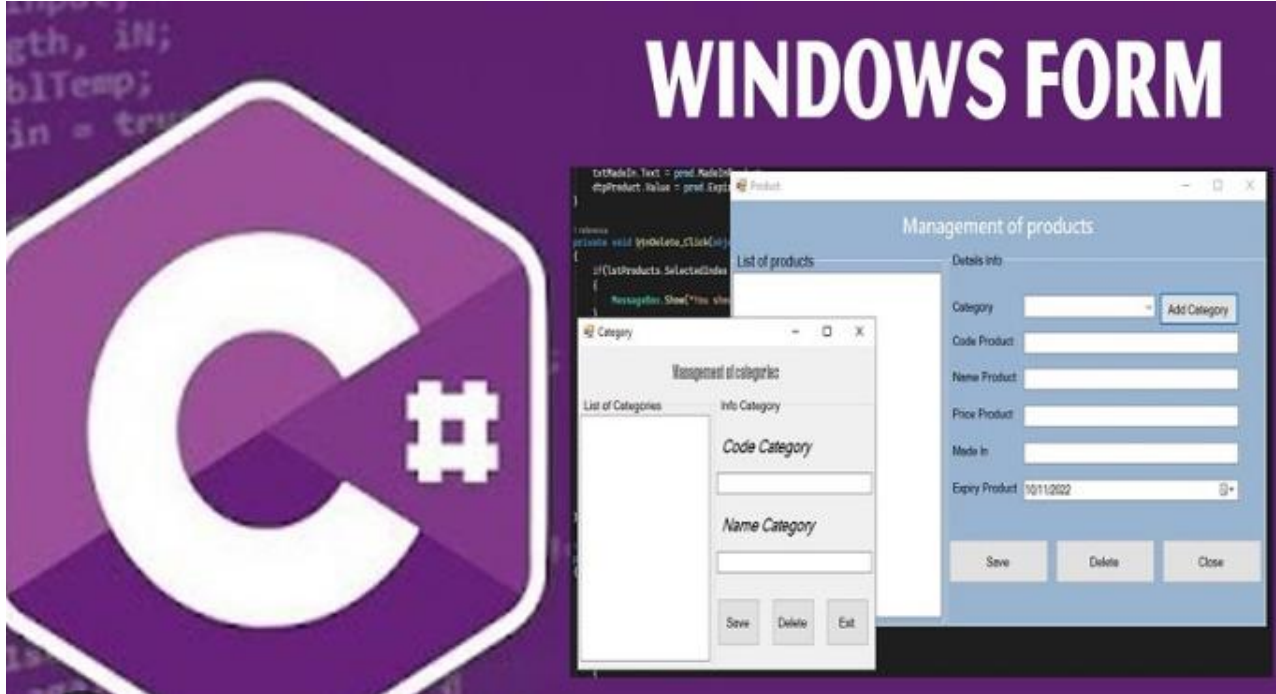 gth, iN;
blTemp;
in = tru
C#
WINDOWS FORM
txtMadeIn.Text = prod.MadeIn
dtpProduct.Value = prod.Expi
}
1 reference
private void btnDelete_Click(obje
{
if(lstProducts.SelectedIndex
{
MessageBox.Show("You shou
Product
Management of products
List of products
Details Info
Category
Add Category
Code Product
Name Product
Price Product
Made In
Expiry Product 10/11/2022
Save Delete Close
Category
Management of categories
List of Categories
Info Category
Code Category
Name Category
Save Delete Exit